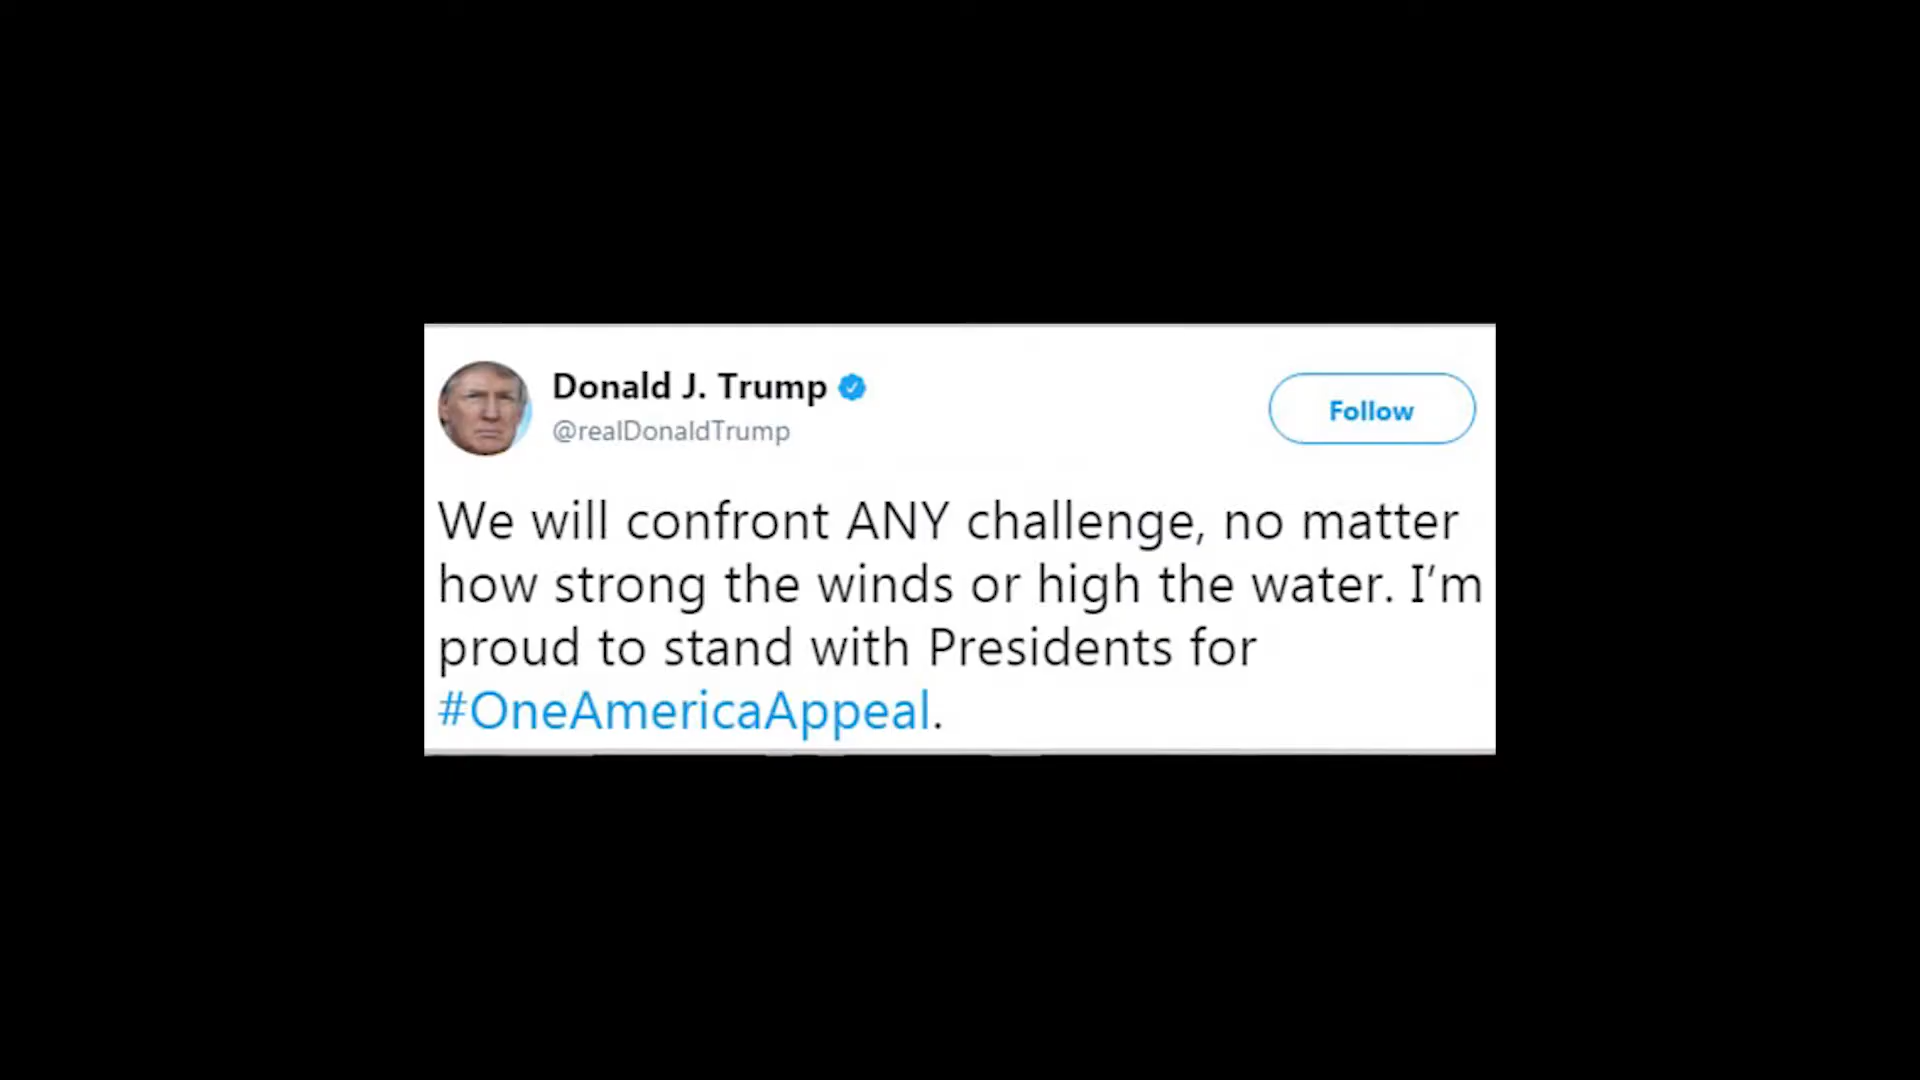 Donald J. Trump
@realDonaldTrump
Follow
We will confront ANY challenge, no matter
how strong the winds or high the water. I’m
proud to stand with Presidents for
#OneAmericaAppeal.